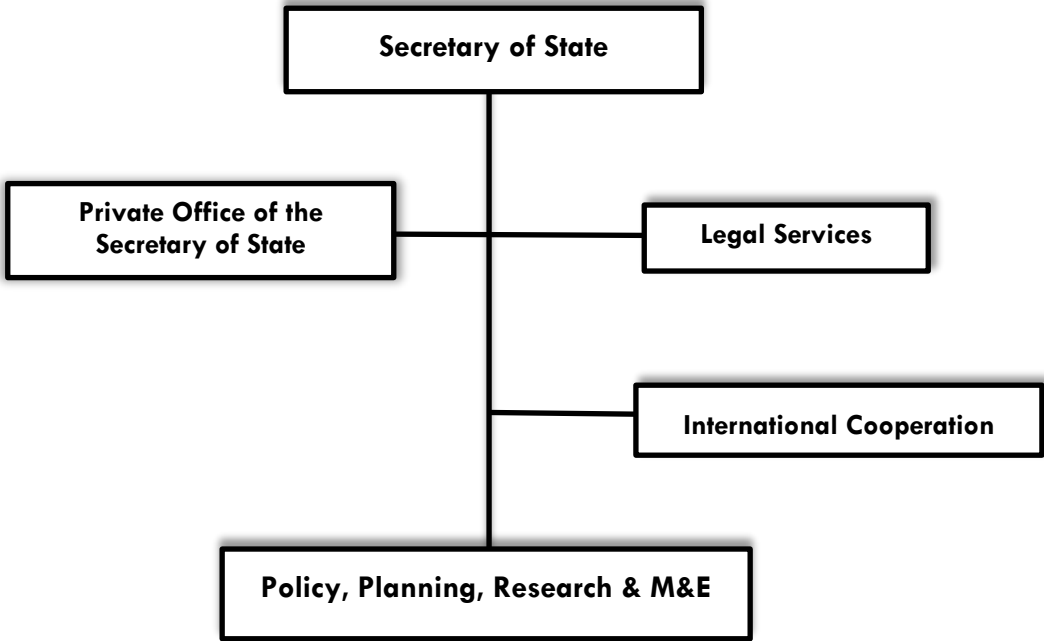 Secretary of State
Private Office of the
Secretary of State
Legal Services
International Cooperation
Policy, Planning, Research & M&E